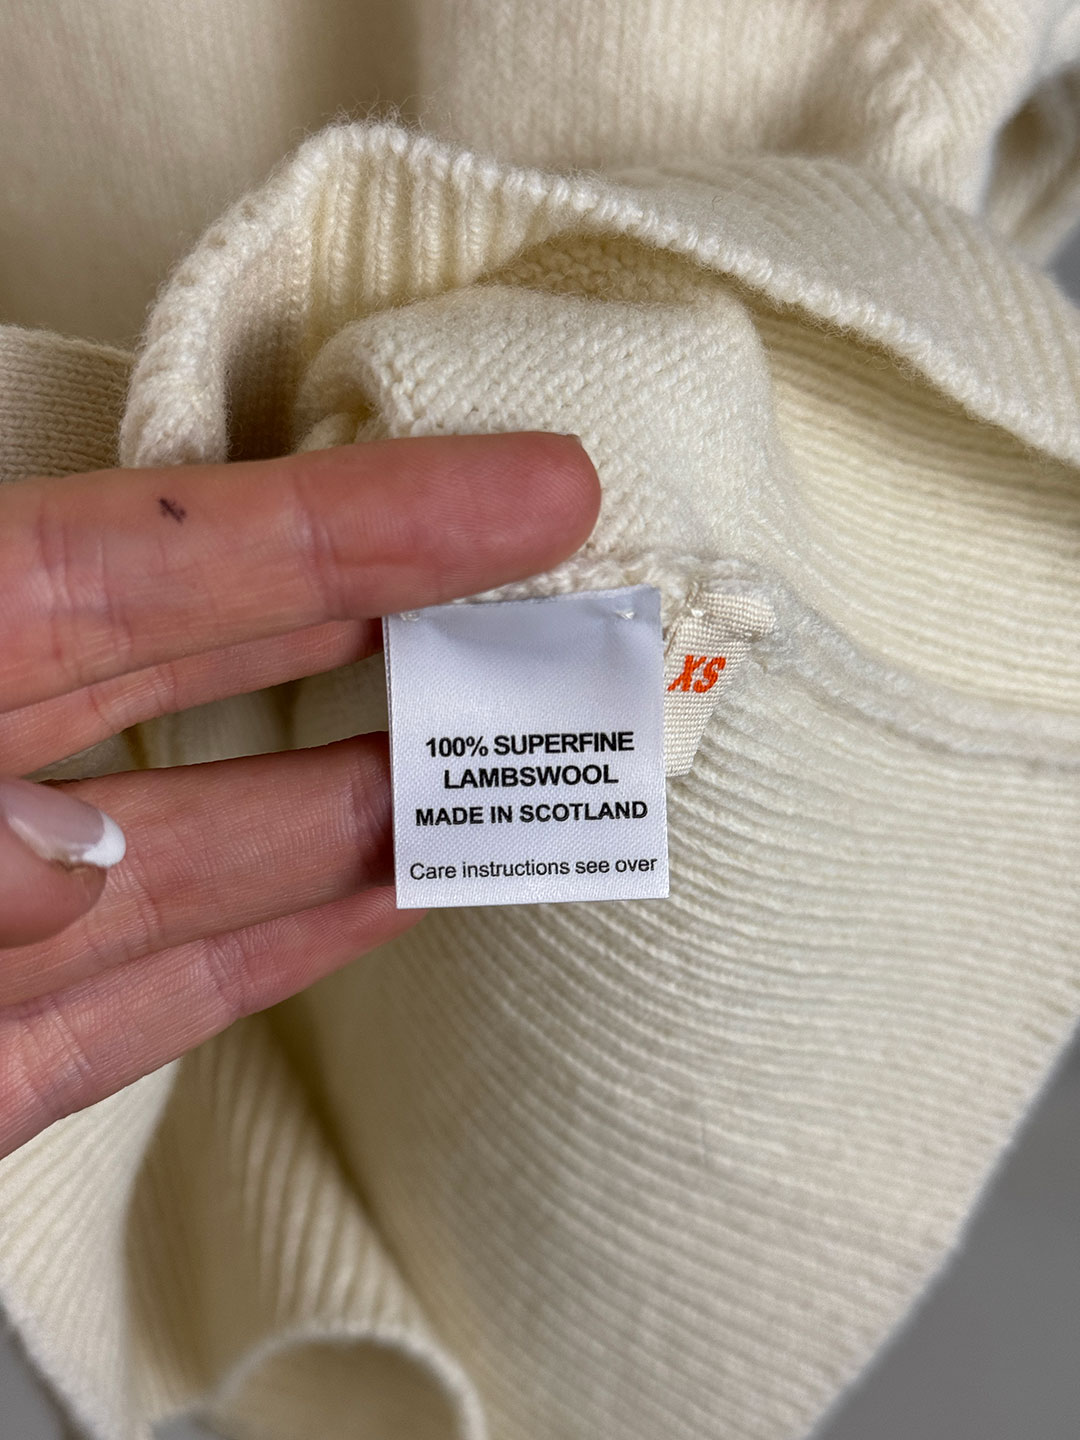 XS
100% SUPERFINE
LAMBSWOOL
MADE IN SCOTLAND
Care instructions see over